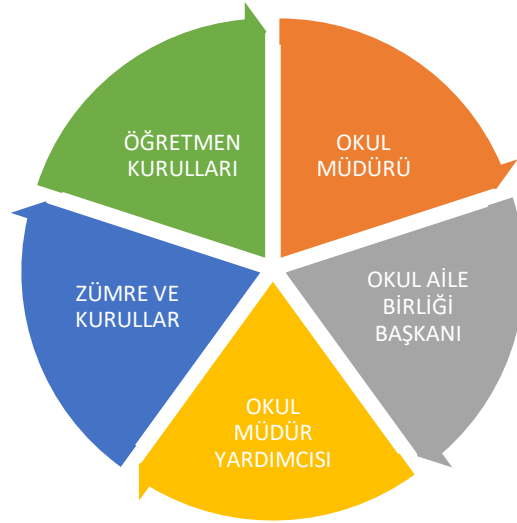 ÖĞRETMEN
KURULLARI
OKUL
MÜDÜRÜ
OKUL AİLE
BİRLİĞİ
BAŞKANI
ZÜMRE VE
KURULLAR
OKUL
MÜDÜR
YARDIMCISI